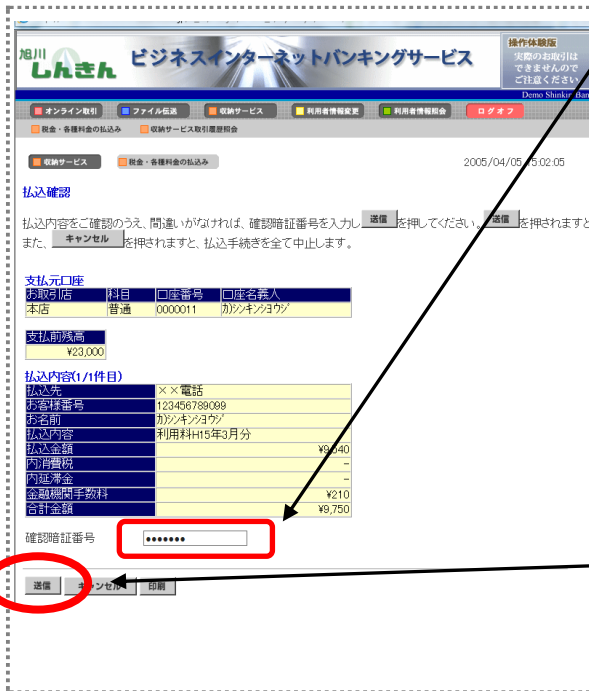 旭川しんきん ビジネスインターネットバンキングサービス
操作体験版
実際のお取引は
できませんので
ご注意ください
Demo Shinkin Ban
オンライン取引 ファイル伝送 収納サービス 利用者情報変更 利用者情報照会 ログオフ
税金・各種料金の払込み 収納サービス取引履歴照会
収納サービス 税金・各種料金の払込み 2005/04/05 15:02:05
払込確認
払込内容をご確認のうえ、間違いがなければ、確認暗証番号を入力し 送信 を押してください。 送信 を押されますと
また、 キャンセル を押されますと、払込手続きを全て中止します。
支払元口座
お取引店 科目 口座番号 口座名義人
本店 普通 0000011 カ)シンキンショウジ
支払前残高
¥23,000
払込内容(1/1件目)
払込先 ××電話
お客様番号 123456789099
お名前 カ)シンキンショウジ
払込内容 利用料H15年3月分
払込金額 ¥9,540
内消費税 -
内延滞金 -
金融機関手数料 ¥210
合計金額 ¥9,750
確認暗証番号 •••••••
送信 キャンセル 印刷